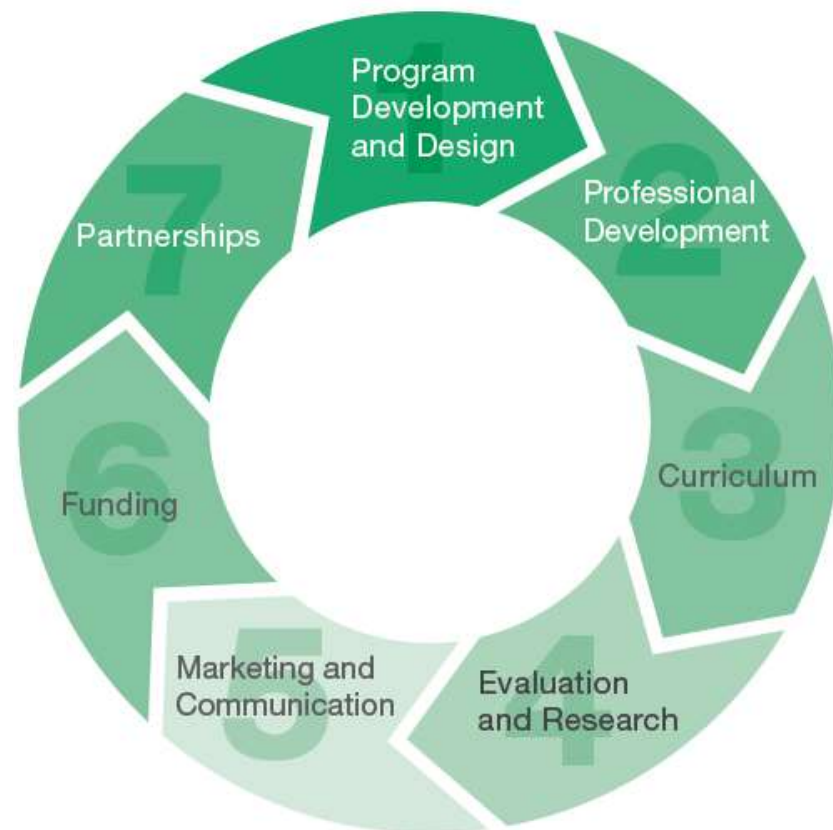 1
Program
Development
and Design
2
Professional
Development
3
Curriculum
4
Evaluation
and Research
5
Marketing and
Communication
6
Funding
7
Partnerships